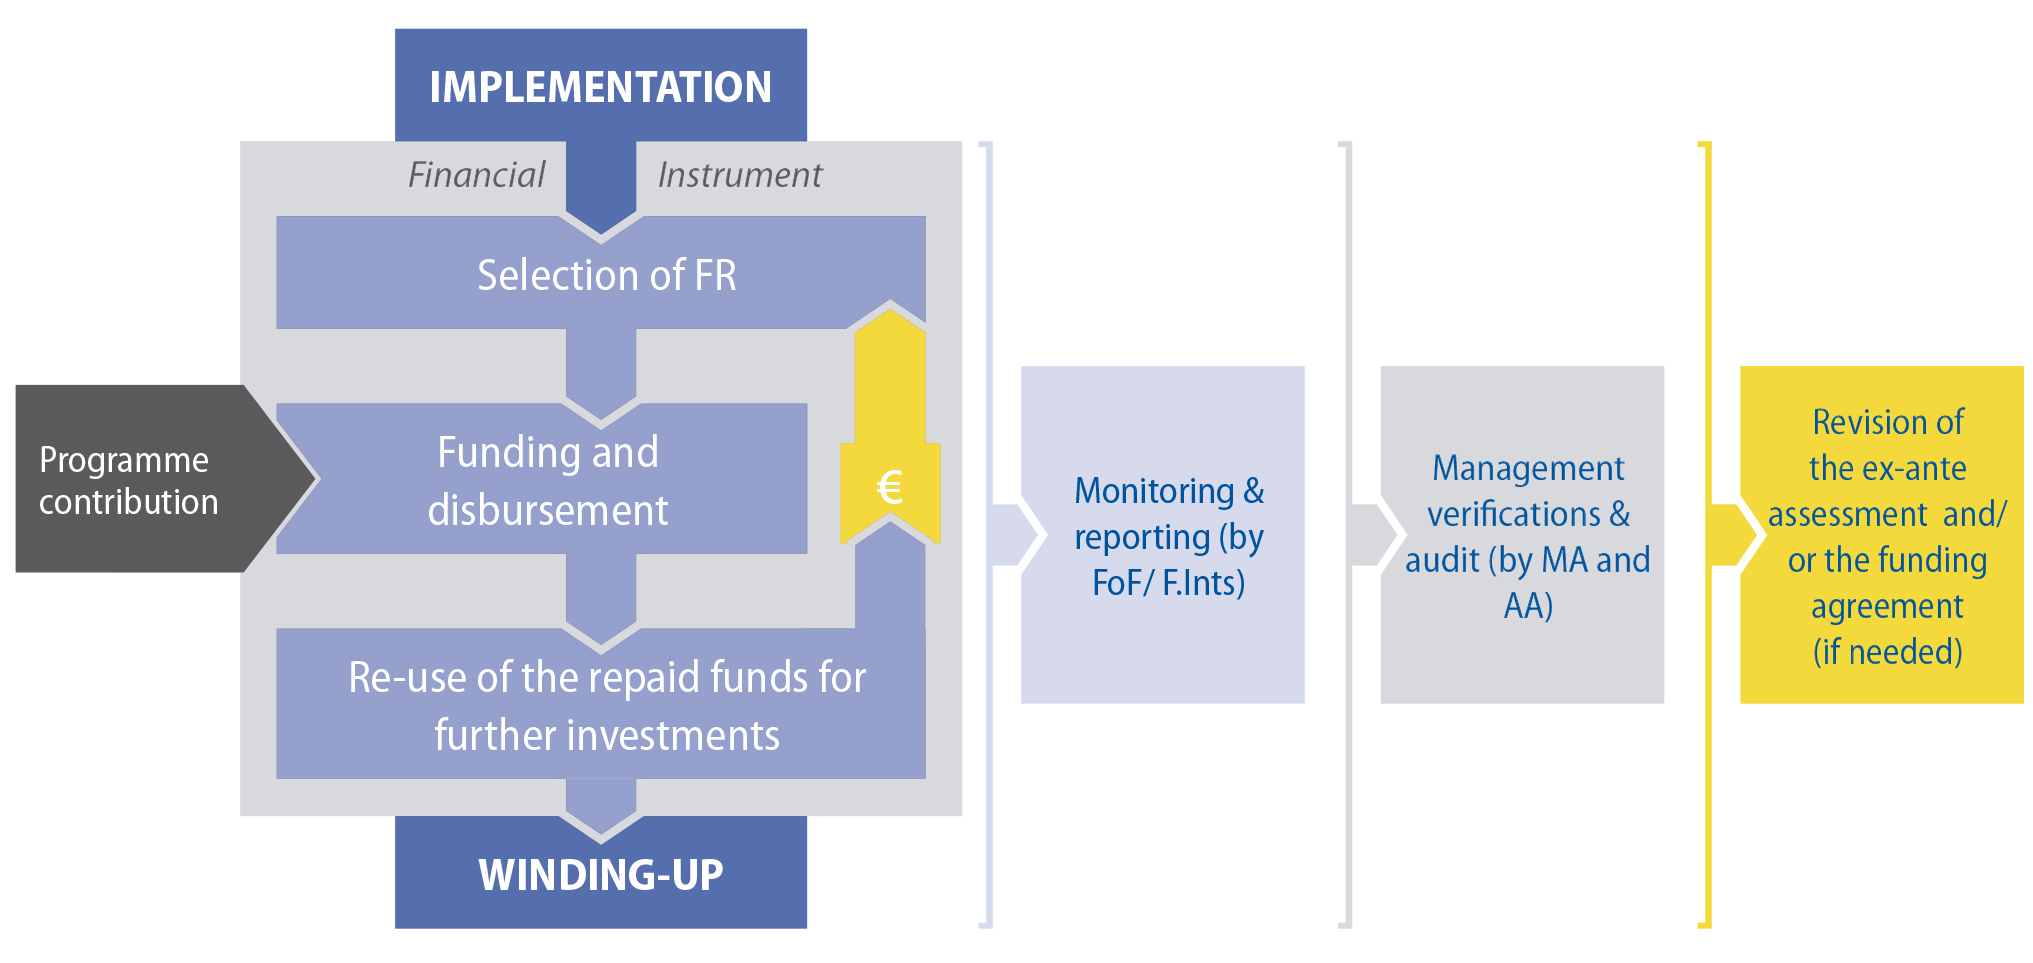 IMPLEMENTATION
Financial Instrument
Selection of FR
Programme
contribution
Funding and
disbursement
€
Re-use of the repaid funds for
further investments
WINDING-UP
Monitoring &
reporting (by
FoF/ F.Ints)
Management
verifications &
audit (by MA and
AA)
Revision of
the ex-ante
assessment and/
or the funding
agreement
(if needed)